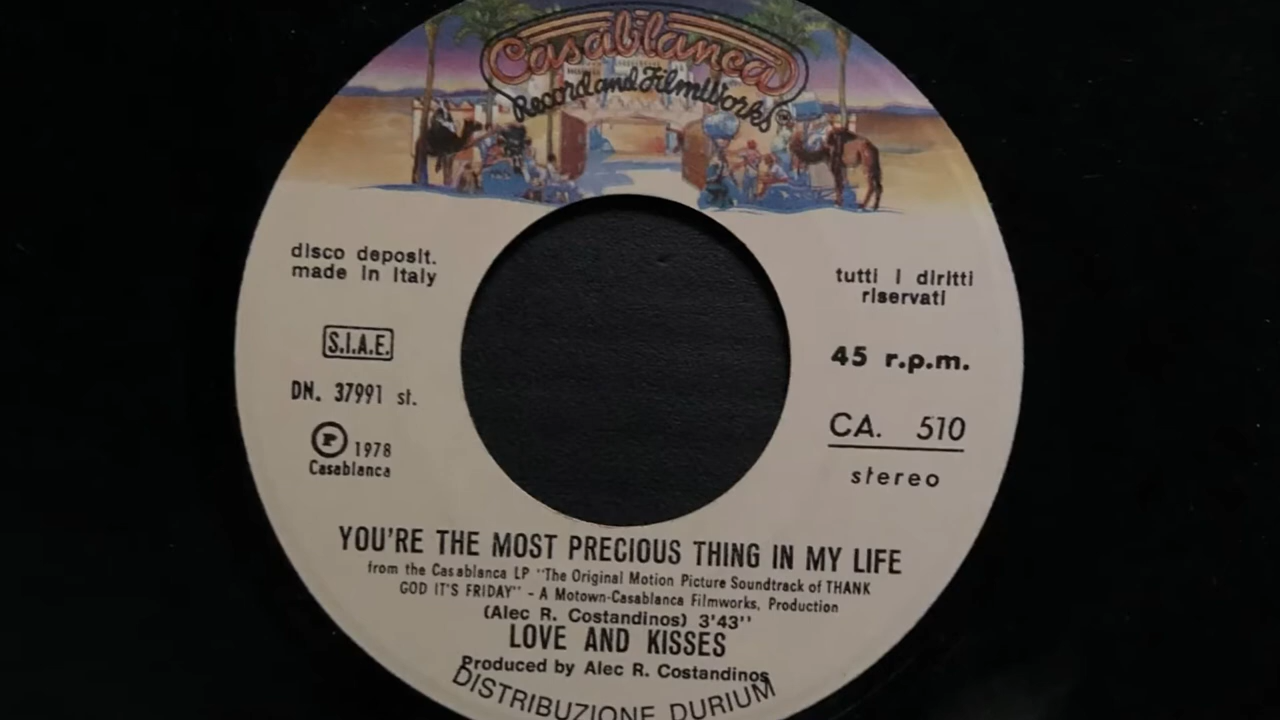 Casablanca
Record and FilmWorks
disco deposit.
made in Italy
S.I.A.E.
DN. 37991 st.
P 1978
Casablanca
tutti i diritti
riservati
45 r.p.m.
CA. 510
stereo
YOU'RE THE MOST PRECIOUS THING IN MY LIFE
from the Casablanca LP "The Original Motion Picture Soundtrack of THANK
GOD IT'S FRIDAY" - A Motown-Casablanca Filmworks, Production
(Alec R. Costandinos) 3'43''
LOVE AND KISSES
Produced by Alec R. Costandinos
DISTRIBUZIONE DURIUM